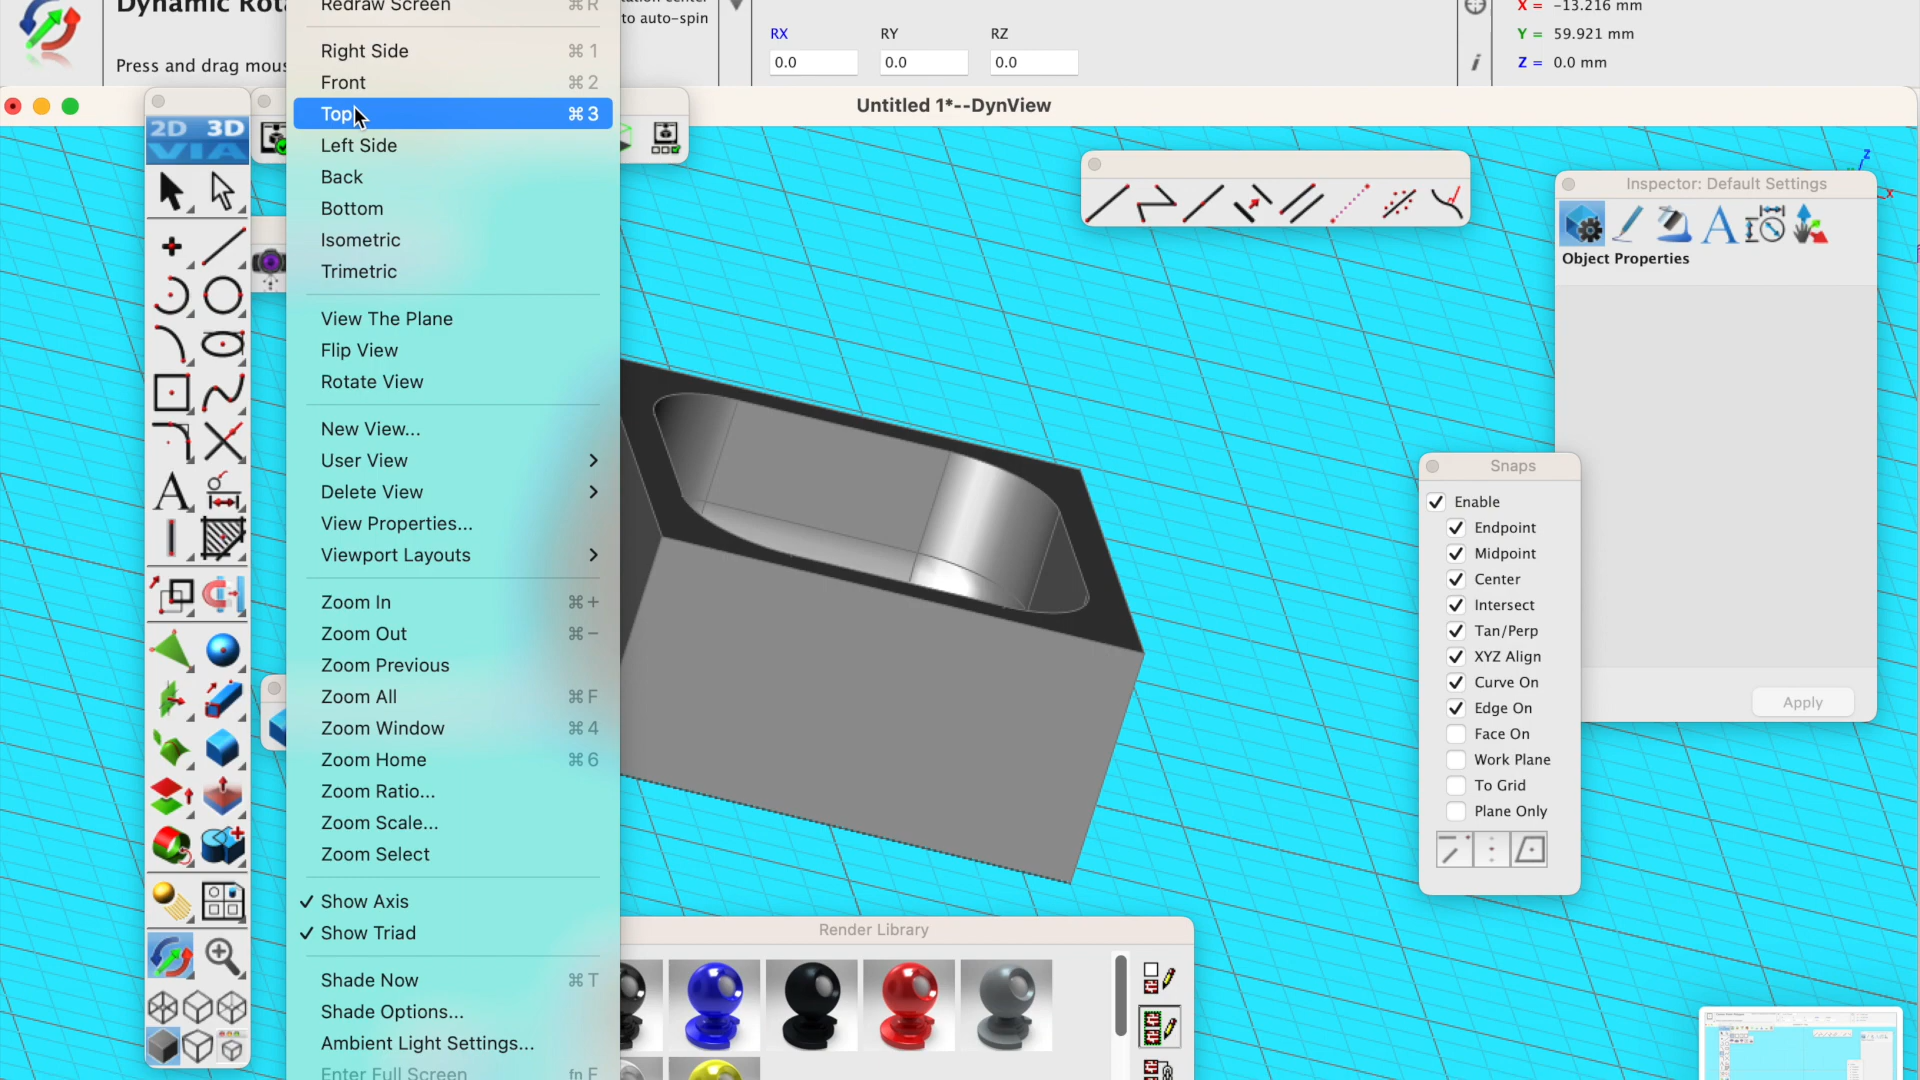 Dynamic Rota
Press and drag mous
to auto-spin
RX
RY
RZ
0.0
0.0
0.0
X = -13.216 mm
Y = 59.921 mm
Z = 0.0 mm
Untitled 1*--DynView
2D 3D
VIA
Redraw Screen ⌘R
Right Side ⌘1
Front ⌘2
Top ⌘3
Left Side
Back
Bottom
Isometric
Trimetric
View The Plane
Flip View
Rotate View
New View...
User View
Delete View
View Properties...
Viewport Layouts
Zoom In ⌘+
Zoom Out ⌘−
Zoom Previous
Zoom All ⌘F
Zoom Window ⌘4
Zoom Home ⌘6
Zoom Ratio...
Zoom Scale...
Zoom Select
✓ Show Axis
✓ Show Triad
Shade Now ⌘T
Shade Options...
Ambient Light Settings...
Enter Full Screen fn F
Z
X
Inspector: Default Settings
Object Properties
Apply
Snaps
Enable
Endpoint
Midpoint
Center
Intersect
Tan/Perp
XYZ Align
Curve On
Edge On
Face On
Work Plane
To Grid
Plane Only
Render Library